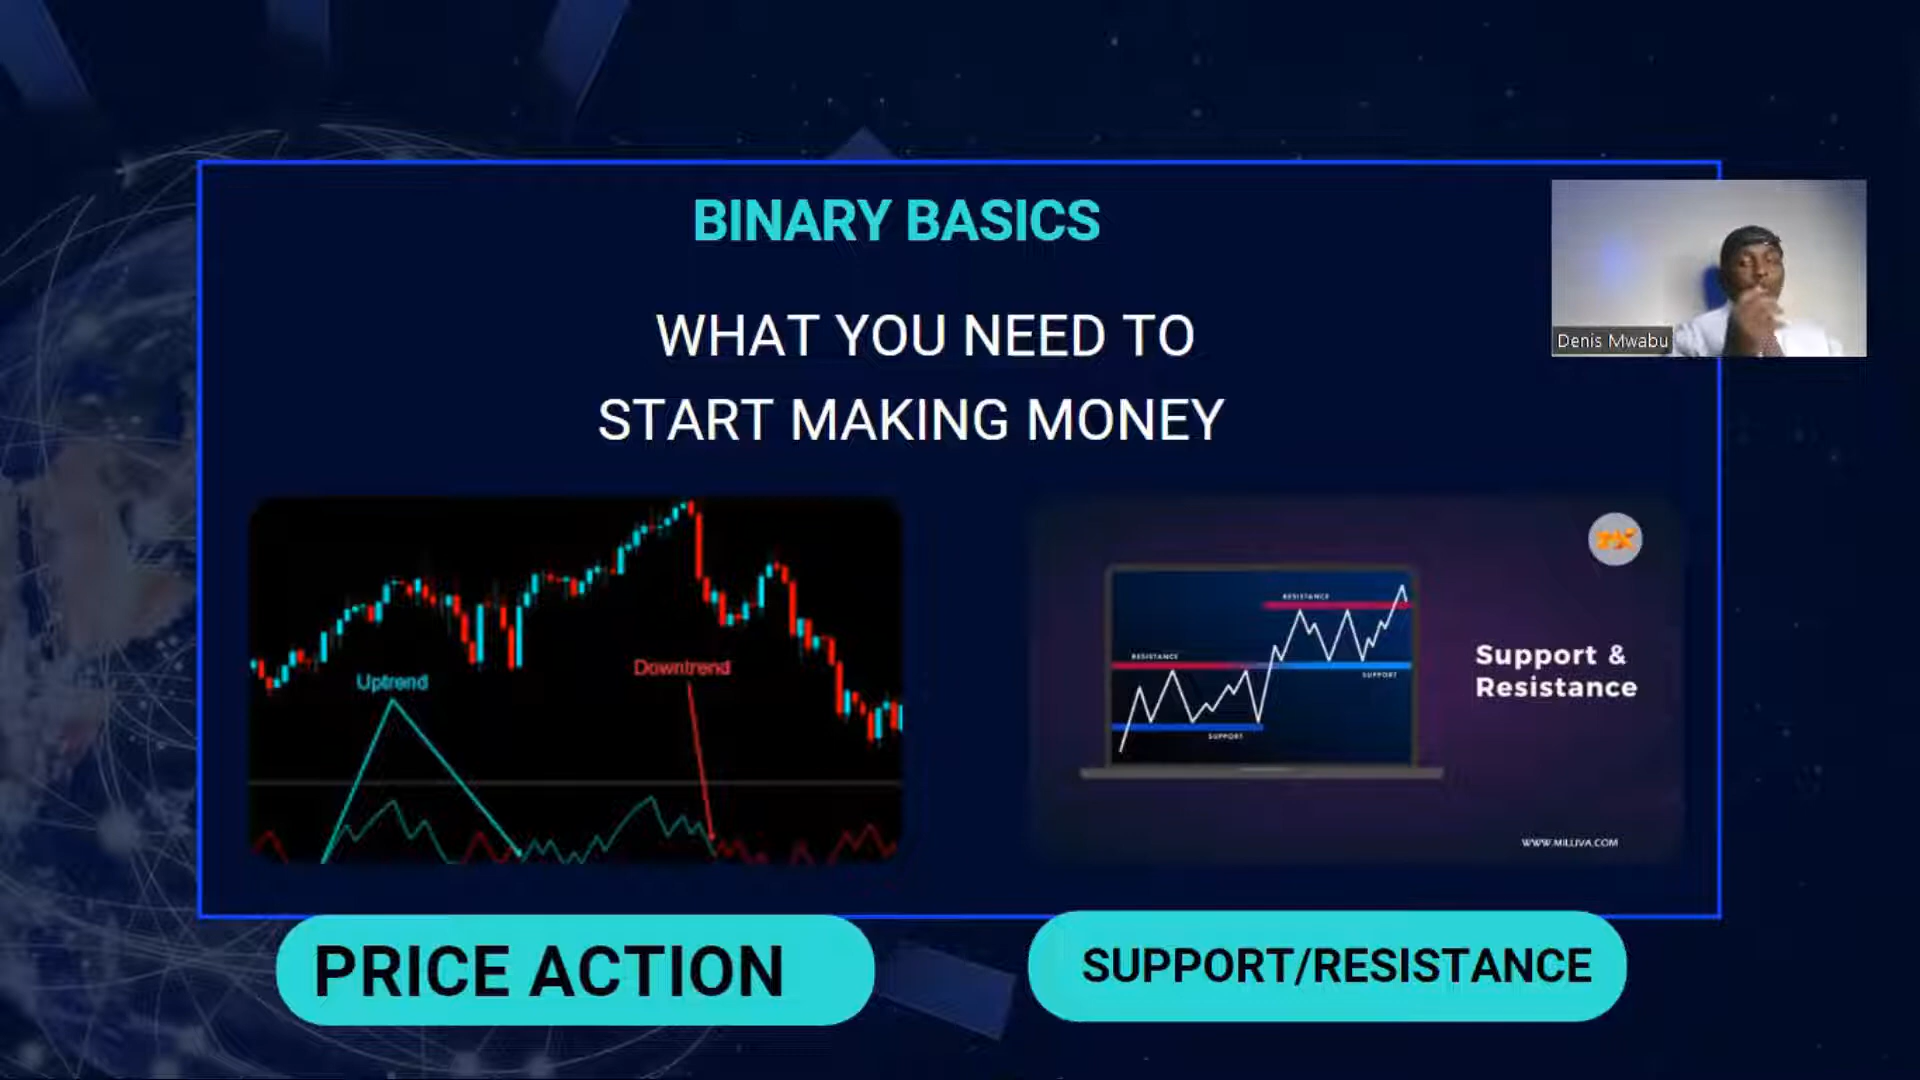 BINARY BASICS
WHAT YOU NEED TO
START MAKING MONEY
Denis Mwabu
Uptrend
Downtrend
RESISTANCE
RESISTANCE
SUPPORT
SUPPORT
Support &
Resistance
WWW.MILLIVA.COM
PRICE ACTION
SUPPORT/RESISTANCE